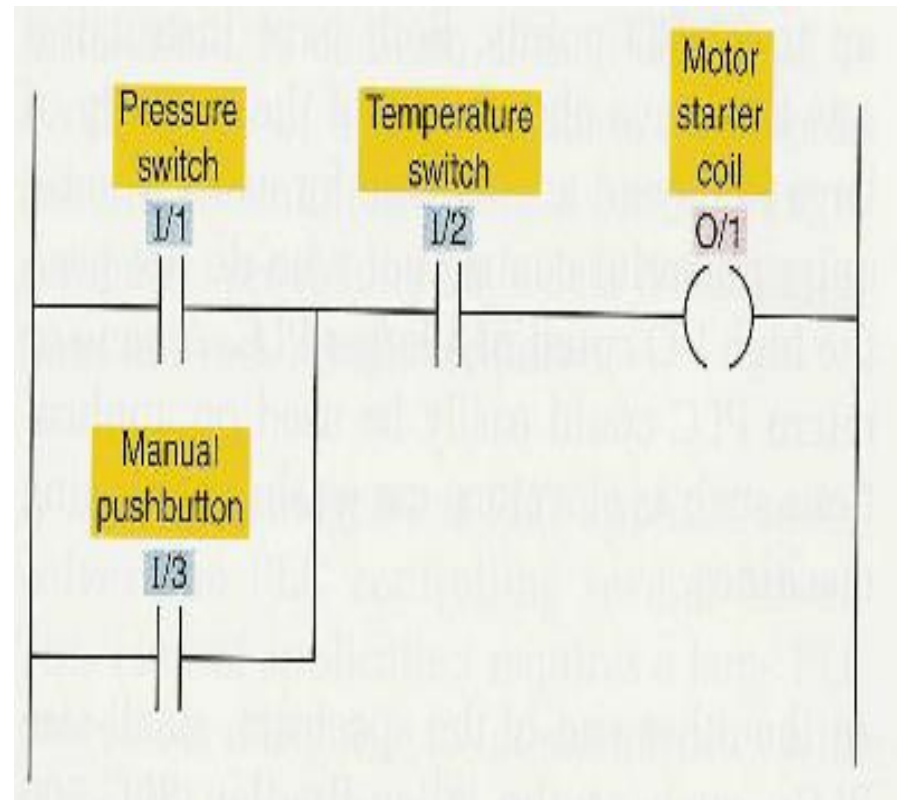 Motor
starter
coil
O/1
Pressure
switch
I/1
Temperature
switch
I/2
Manual
pushbutton
I/3